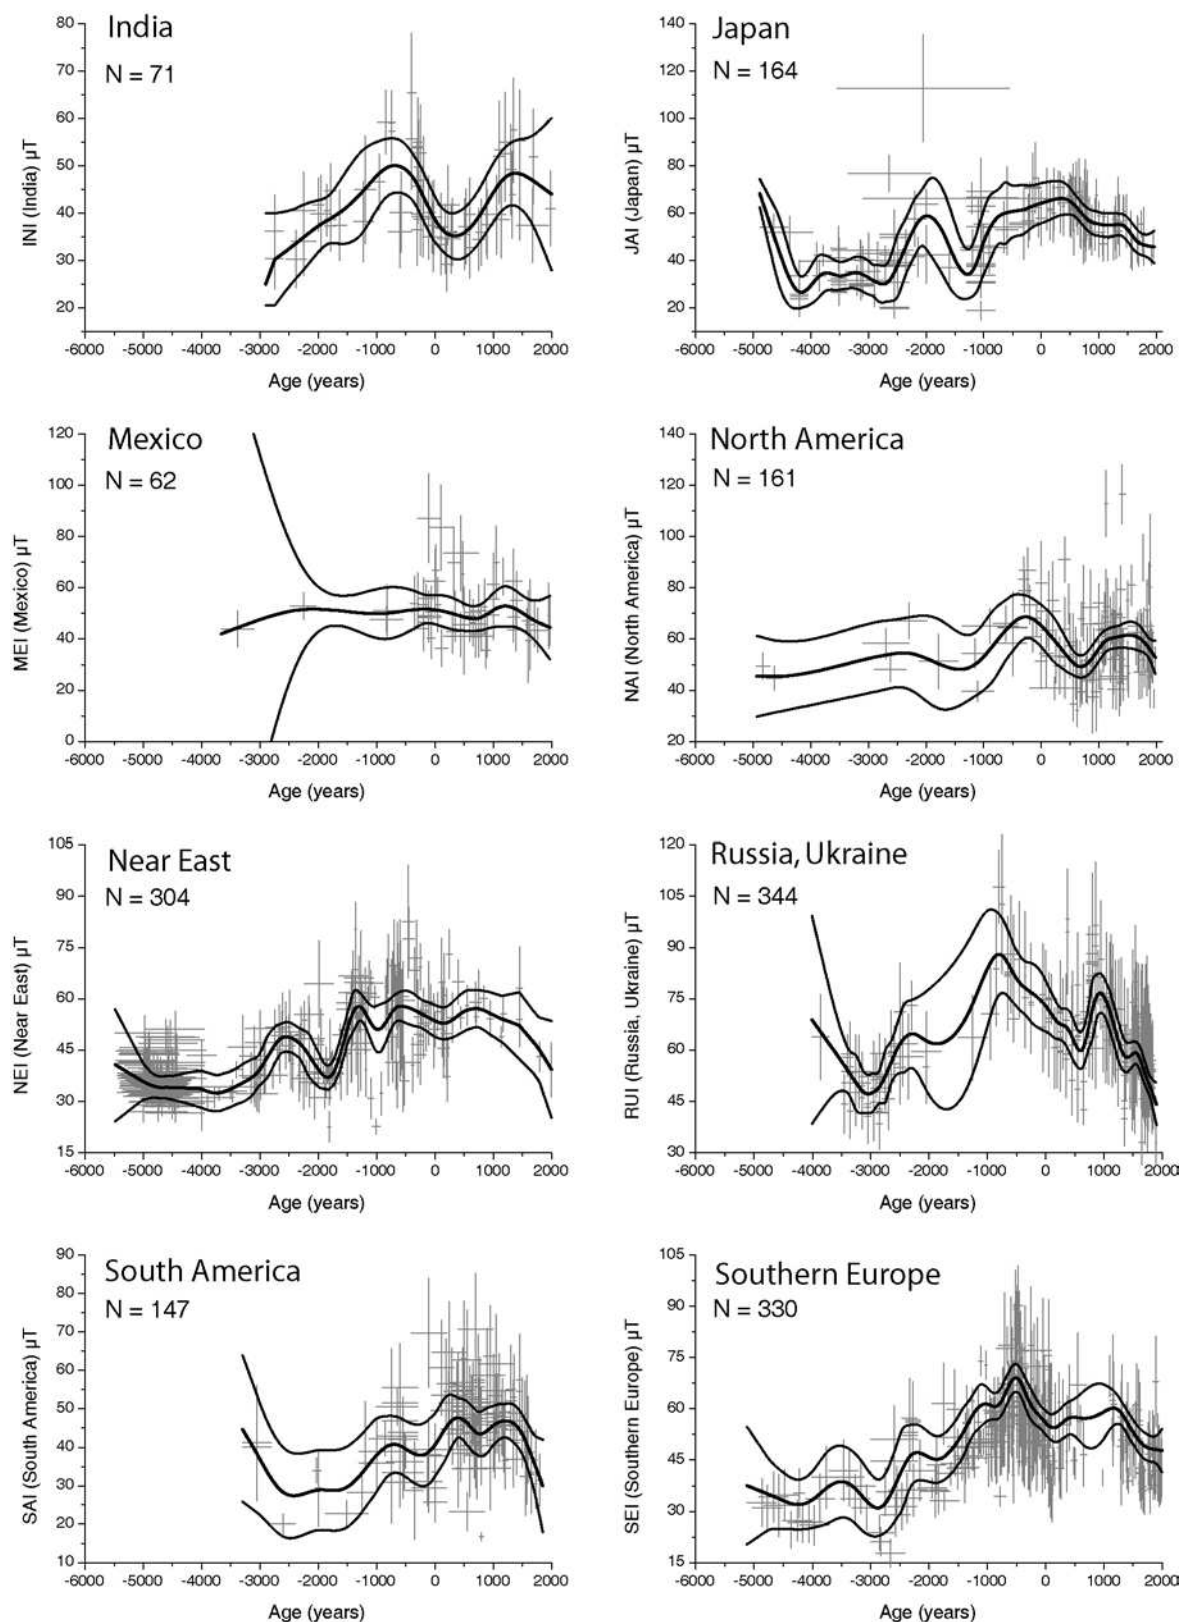 India
N = 71
INI (India) µT
80
70
60
50
40
30
20
-6000 -5000 -4000 -3000 -2000 -1000 0 1000 2000
Age (years)
Japan
N = 164
JAI (Japan) µT
140
120
100
80
60
40
20
-6000 -5000 -4000 -3000 -2000 -1000 0 1000 2000
Age (years)
Mexico
N = 62
MEI (Mexico) µT
120
100
80
60
40
20
0
-6000 -5000 -4000 -3000 -2000 -1000 0 1000 2000
Age (years)
North America
N = 161
NAI (North America) µT
140
120
100
80
60
40
20
-6000 -5000 -4000 -3000 -2000 -1000 0 1000 2000
Age (years)
Near East
N = 304
NEI (Near East) µT
105
90
75
60
45
30
15
-6000 -5000 -4000 -3000 -2000 -1000 0 1000 2000
Age (years)
Russia, Ukraine
N = 344
RUI (Russia, Ukraine) µT
120
105
90
75
60
45
30
-6000 -5000 -4000 -3000 -2000 -1000 0 1000 2000
Age (years)
South America
N = 147
SAI (South America) µT
90
80
70
60
50
40
30
20
10
-6000 -5000 -4000 -3000 -2000 -1000 0 1000 2000
Age (years)
Southern Europe
N = 330
SEI (Southern Europe) µT
105
90
75
60
45
30
15
-6000 -5000 -4000 -3000 -2000 -1000 0 1000 2000
Age (years)